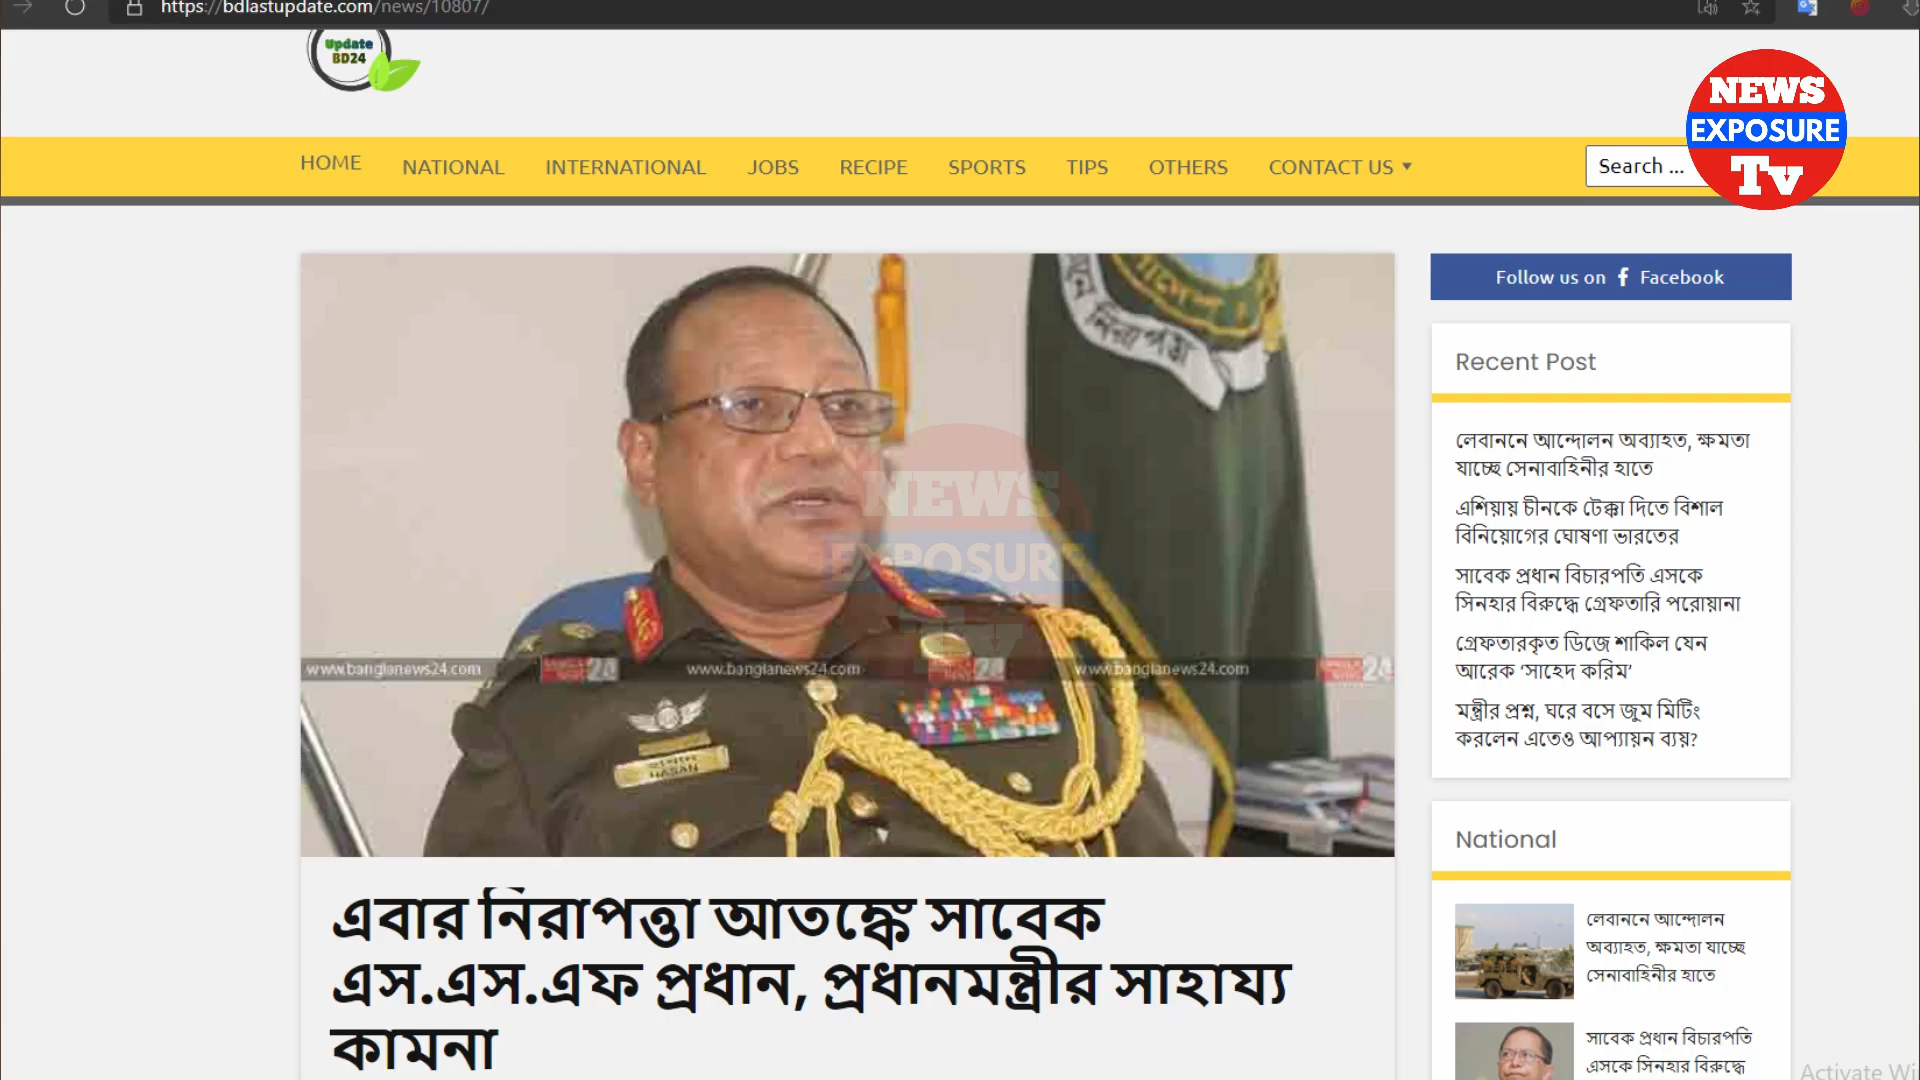 https://bdlastupdate.com/news/10807/
Update
BD24
NEWS
EXPOSURE
Tv
HOME
NATIONAL
INTERNATIONAL
JOBS
RECIPE
SPORTS
TIPS
OTHERS
CONTACT US
Search ...
Follow us on f Facebook
Recent Post
লেবাননে আন্দোলন অব্যাহত, ক্ষমতা
যাচ্ছে সেনাবাহিনীর হাতে
এশিয়ায় চীনকে টেক্কা দিতে বিশাল
বিনিয়োগের ঘোষণা ভারতের
সাবেক প্রধান বিচারপতি এসকে
সিনহার বিরুদ্ধে গ্রেফতারি পরোয়ানা
গ্রেফতারকৃত ডিজে শাকিল যেন
আরেক ‘সাহেদ করিম’
মন্ত্রীর প্রশ্ন, ঘরে বসে জুম মিটিং
করলেন এতেও আপ্যায়ন ব্যয়?
নিরাপত্তা
NEWS
EXPOSURE
Tv
www.banglanews24.com
www.banglanews24.com
www.banglanews24.com
HASAN
এবার নিরাপত্তা আতঙ্কে সাবেক
এস.এস.এফ প্রধান, প্রধানমন্ত্রীর সাহায্য
কামনা
National
লেবাননে আন্দোলন
অব্যাহত, ক্ষমতা যাচ্ছে
সেনাবাহিনীর হাতে
সাবেক প্রধান বিচারপতি
এসকে সিনহার বিরুদ্ধে
Activate Wi